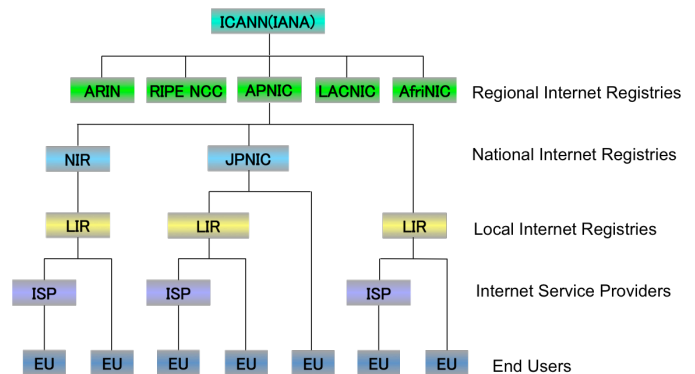 ICANN(IANA)
ARIN RIPE NCC APNIC LACNIC AfriNIC Regional Internet Registries
NIR JPNIC National Internet Registries
LIR LIR LIR Local Internet Registries
ISP ISP ISP Internet Service Providers
EU EU EU EU EU EU EU End Users